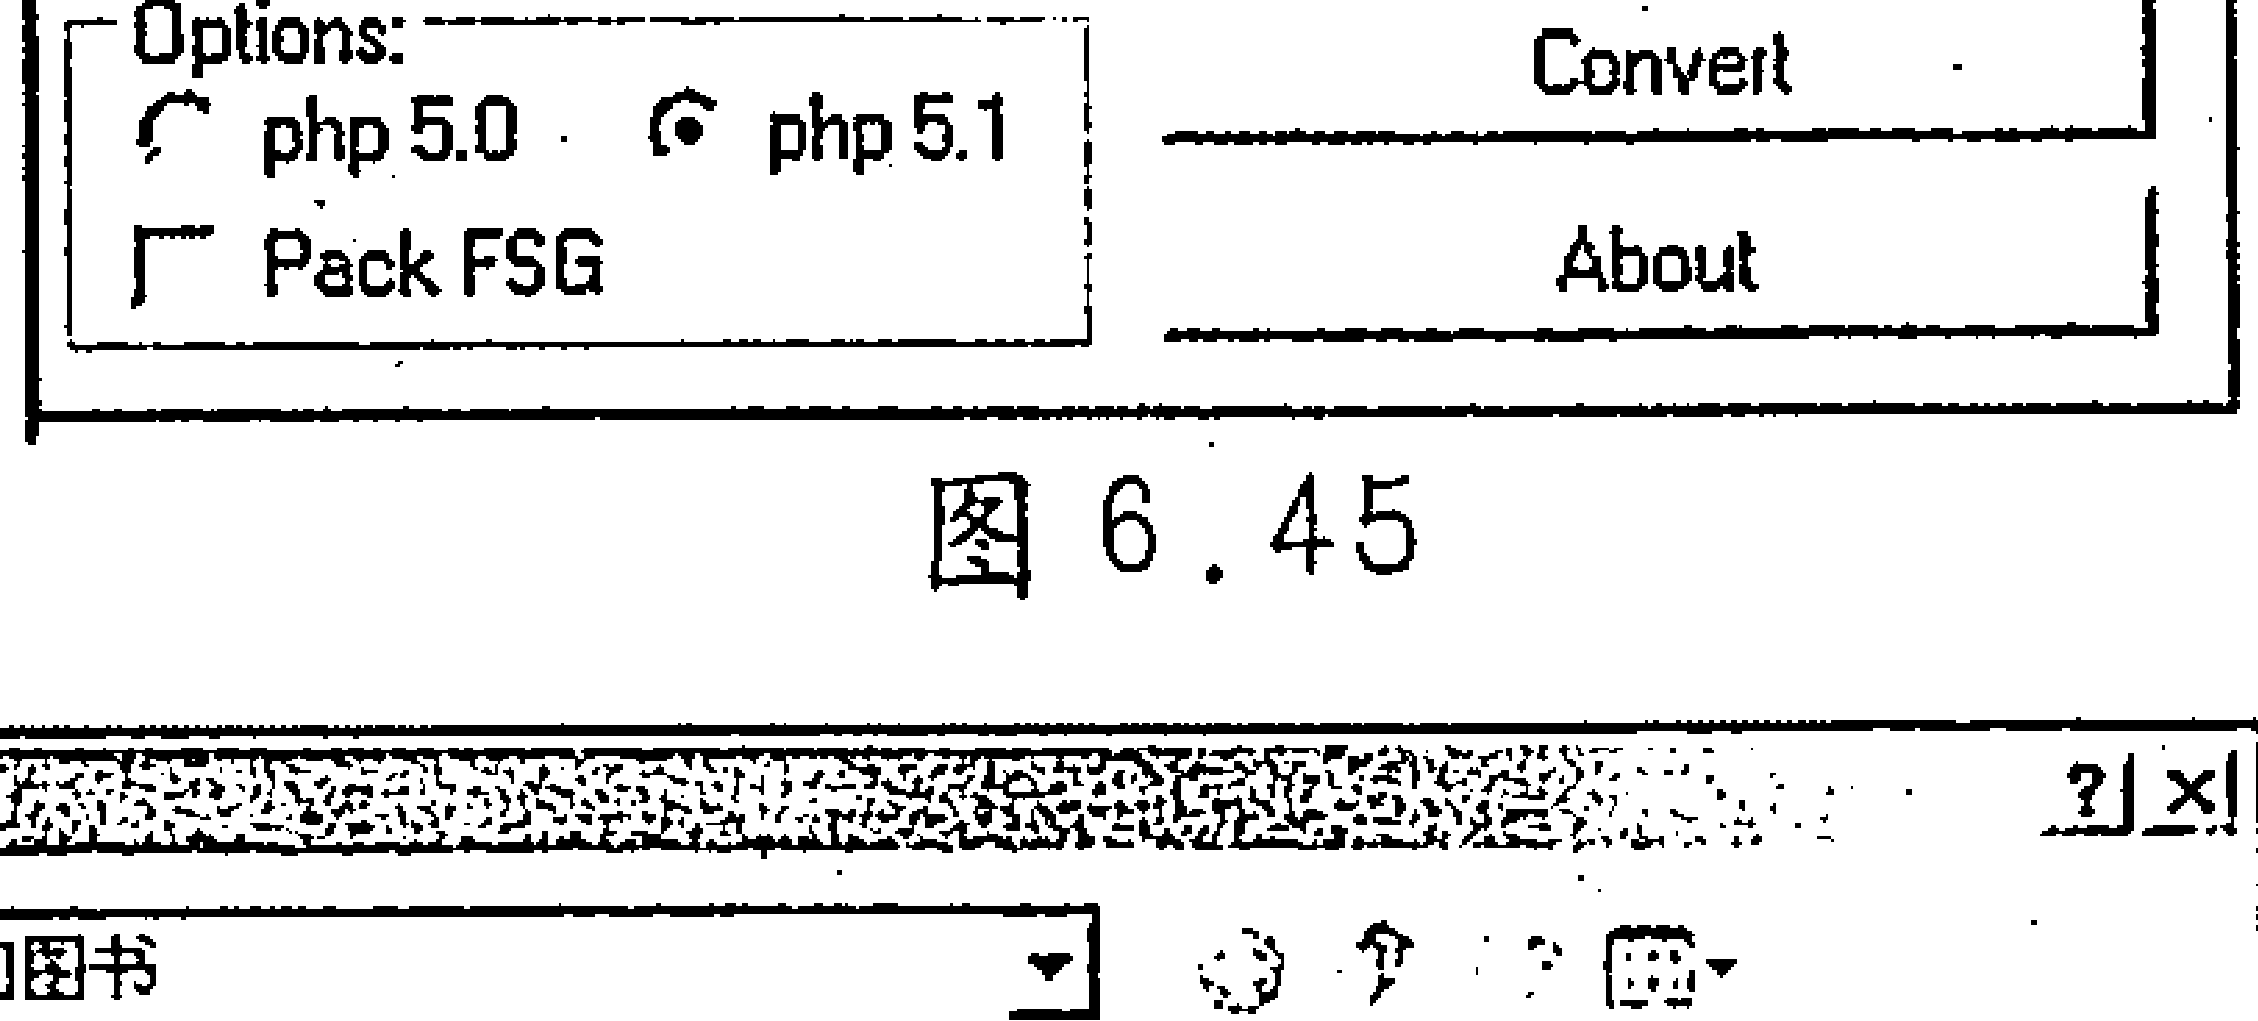 Options:
Convert
php 5.0 php 5.1
Pack FSG
About
图 6.45
?
图书